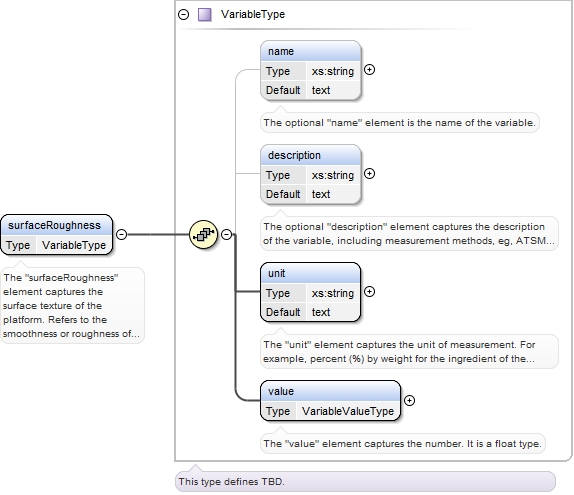 VariableType
name
Type xs:string
Default text
The optional "name" element is the name of the variable.
description
Type xs:string
Default text
The optional "description" element captures the description
of the variable, including measurement methods, eg, ATSM...
surfaceRoughness
Type VariableType
The "surfaceRoughness"
element captures the
surface texture of the
platform. Refers to the
smoothness or roughness of...
unit
Type xs:string
Default text
The "unit" element captures the unit of measurement. For
example, percent (%) by weight for the ingredient of the...
value
Type VariableValueType
The "value" element captures the number. It is a float type.
This type defines TBD.